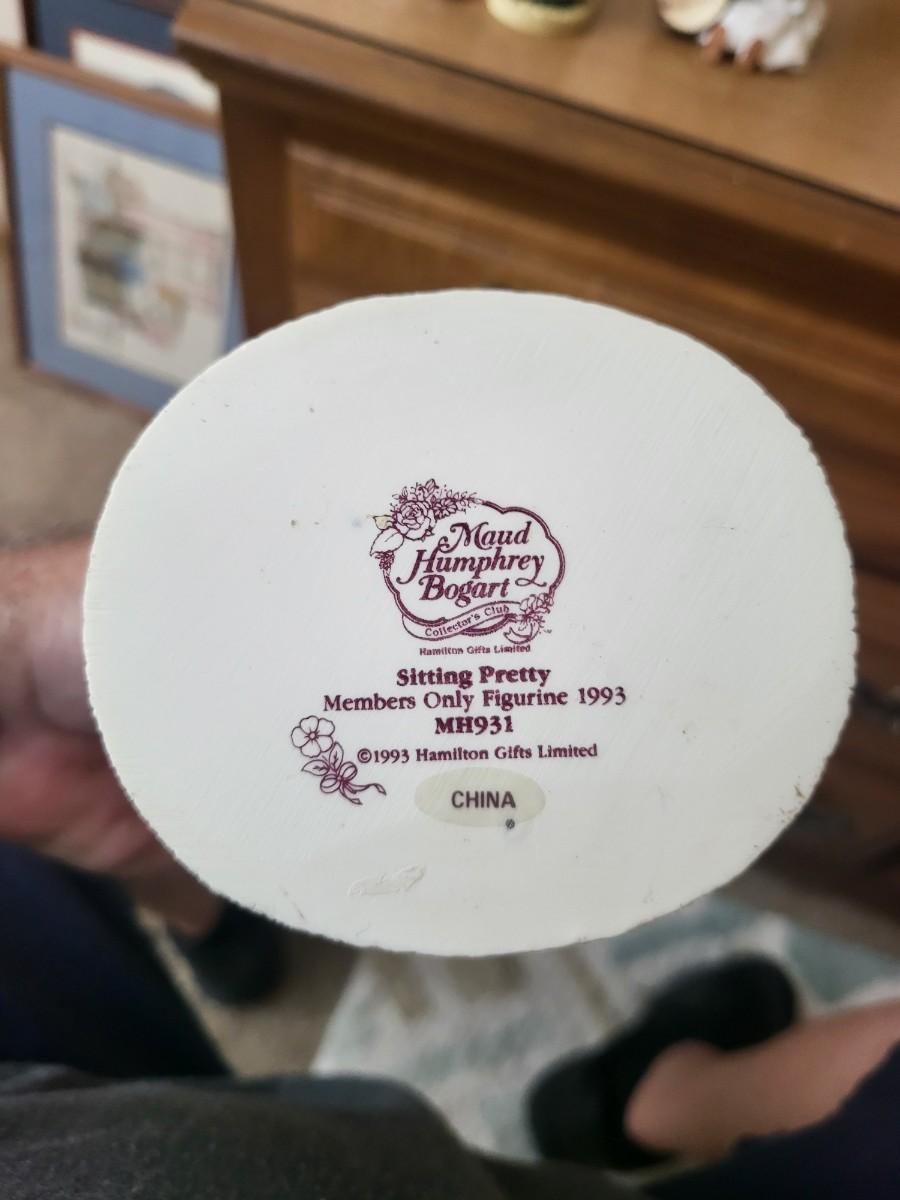 Maud
Humphrey
Bogart
Collector's Club
Hamilton Gifts Limited
Sitting Pretty
Members Only Figurine 1993
MH931
©1993 Hamilton Gifts Limited
CHINA